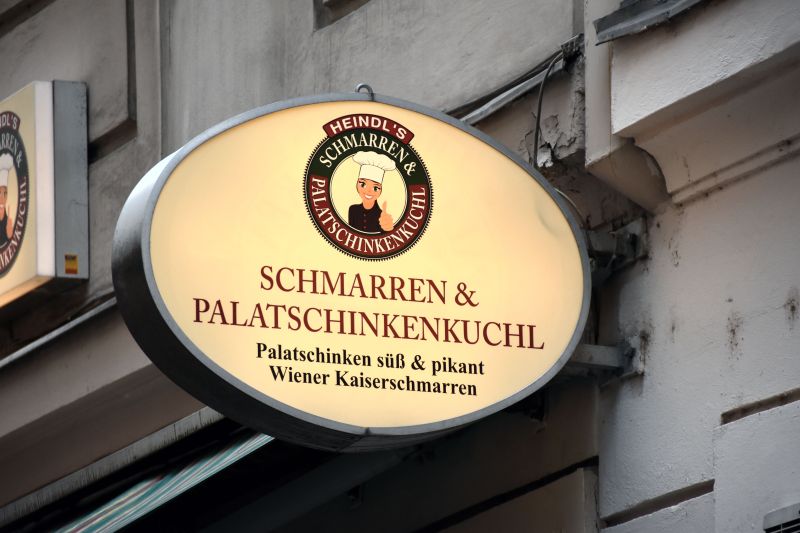 HEINDL'S
SCHMARREN &
PALATSCHINKENKUCHL
SCHMARREN &
PALATSCHINKENKUCHL
Palatschinken süß & pikant
Wiener Kaiserschmarren